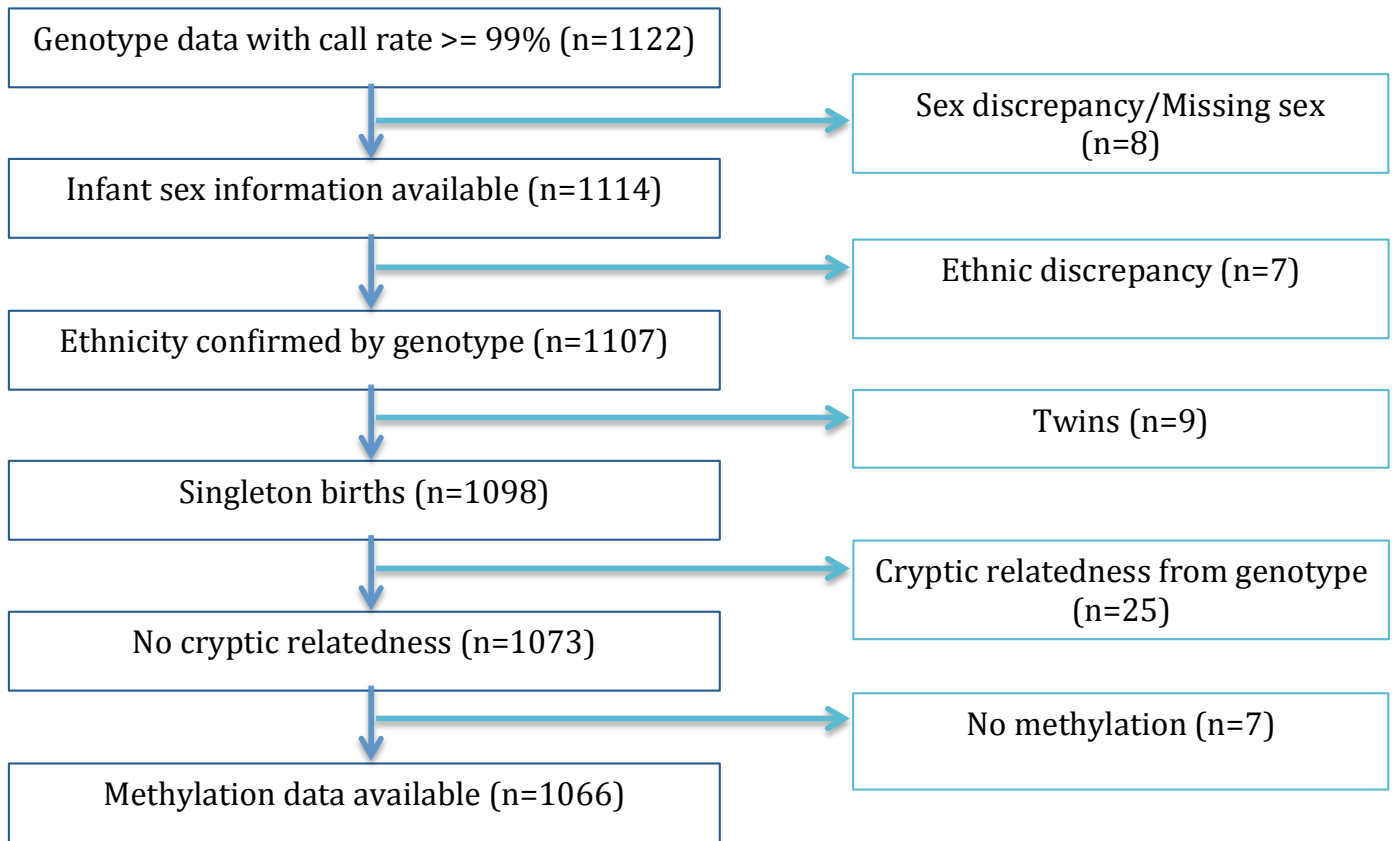 Genotype data with call rate >= 99% (n=1122)
Sex discrepancy/Missing sex
(n=8)
Infant sex information available (n=1114)
Ethnic discrepancy (n=7)
Ethnicity confirmed by genotype (n=1107)
Twins (n=9)
Singleton births (n=1098)
Cryptic relatedness from genotype
(n=25)
No cryptic relatedness (n=1073)
No methylation (n=7)
Methylation data available (n=1066)